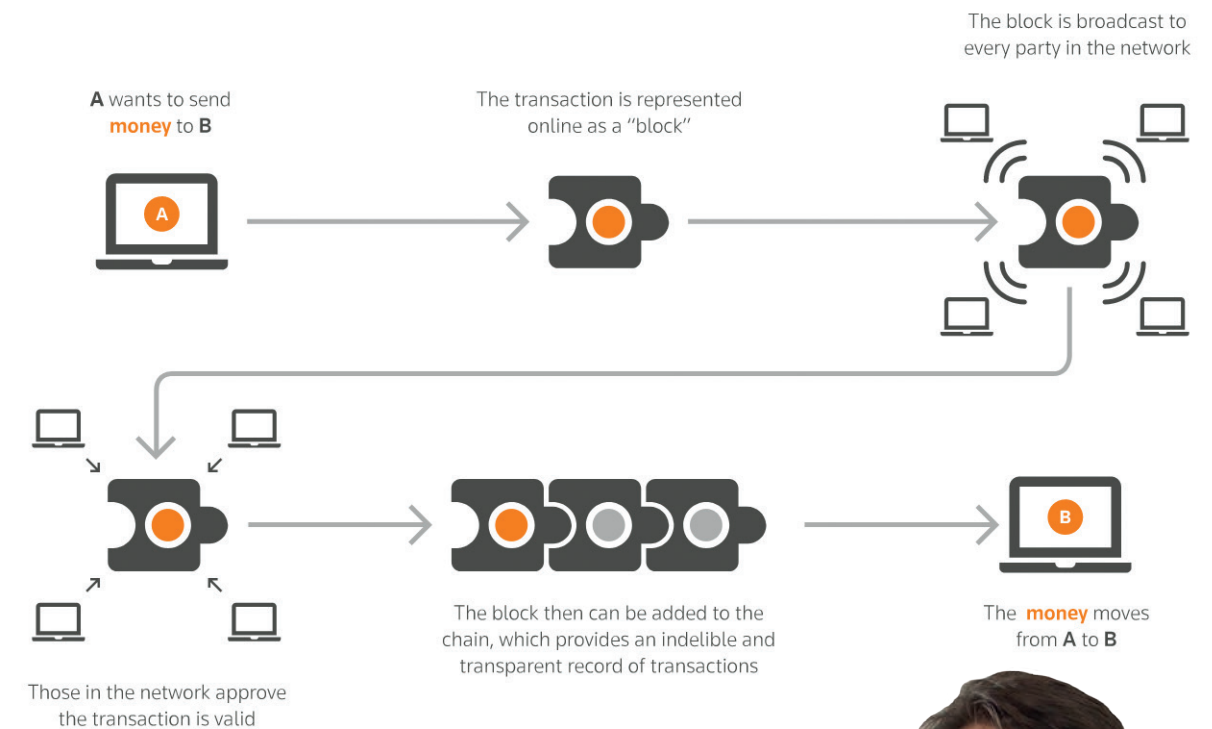 A wants to send
money to B
A
The transaction is represented
online as a “block”
The block is broadcast to
every party in the network
Those in the network approve
the transaction is valid
The block then can be added to the
chain, which provides an indelible and
transparent record of transactions
B
The money moves
from A to B